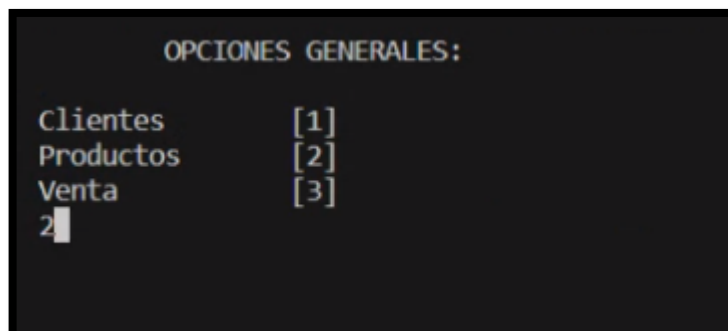 OPCIONES GENERALES:
Clientes [1]
Productos [2]
Venta [3]
2